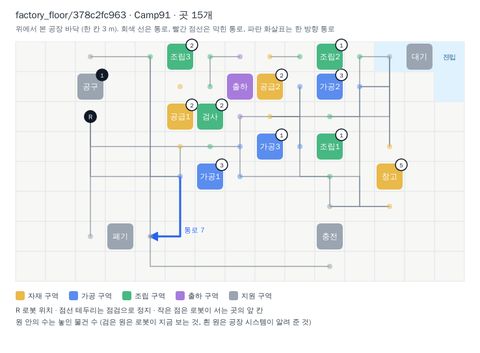 factory_floor/378c2fc963 · Camp91 · 곳 15개
위에서 본 공장 바닥 (한 칸 3 m). 회색 선은 통로, 빨간 점선은 막힌 통로, 파란 화살표는 한 방향 통로
조립3 2
조립2 1
대기
진입
공구 1
출하
공급2 3
가공2 3
R
공급1 2
검사 2
가공3 1
조립1 1
가공1 3
창고 5
폐기
통로 7
충전
자재 구역
가공 구역
조립 구역
출하 구역
지원 구역
R 로봇 위치 · 점선 테두리는 점검으로 정지 · 작은 점은 로봇이 서는 곳의 앞 칸
원 안의 수는 놓인 물건 수 (검은 원은 로봇이 지금 보는 것, 흰 원은 공장 시스템이 알려 준 것)